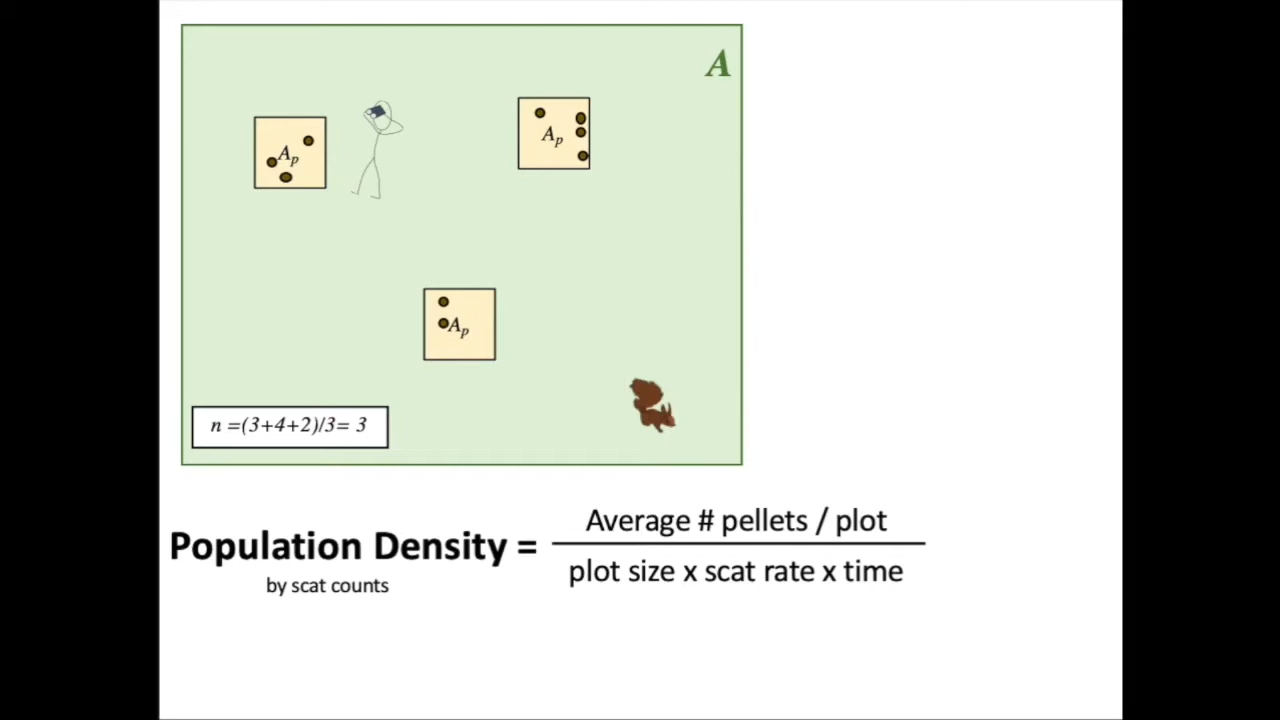 A
Ap
Ap
Ap
n =(3+4+2)/3= 3
Population Density =
by scat counts
Average # pellets / plot
plot size x scat rate x time